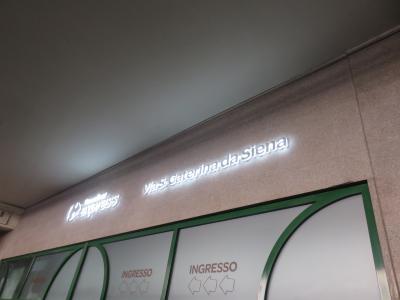 express
Via S. Caterina da Siena
INGRESSO
INGRESSO